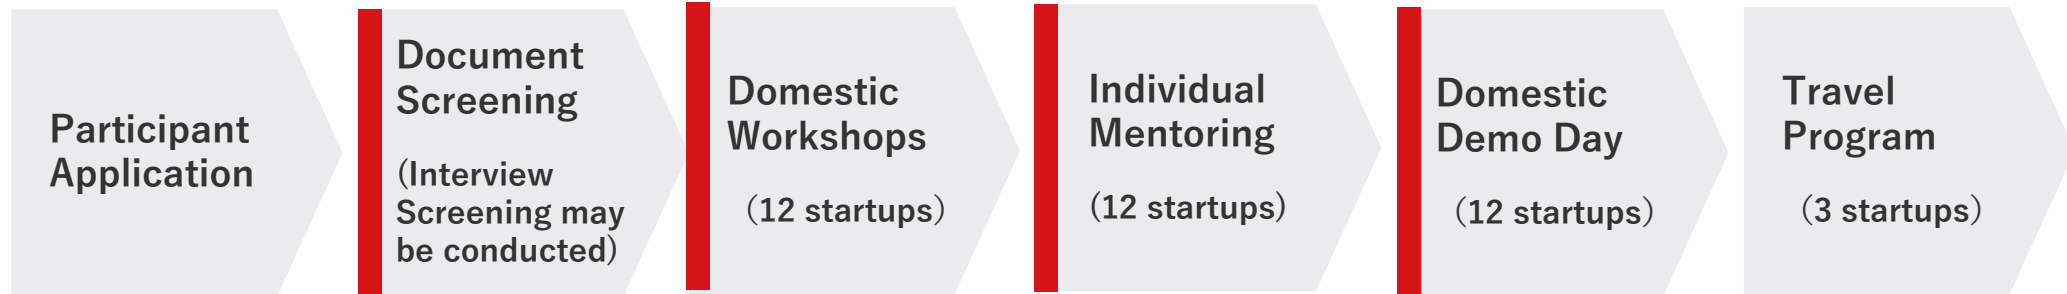 Participant
Application
Document
Screening
(Interview
Screening may
be conducted)
Domestic
Workshops
（12 startups）
Individual
Mentoring
(12 startups)
Domestic
Demo Day
（12 startups）
Travel
Program
（3 startups）